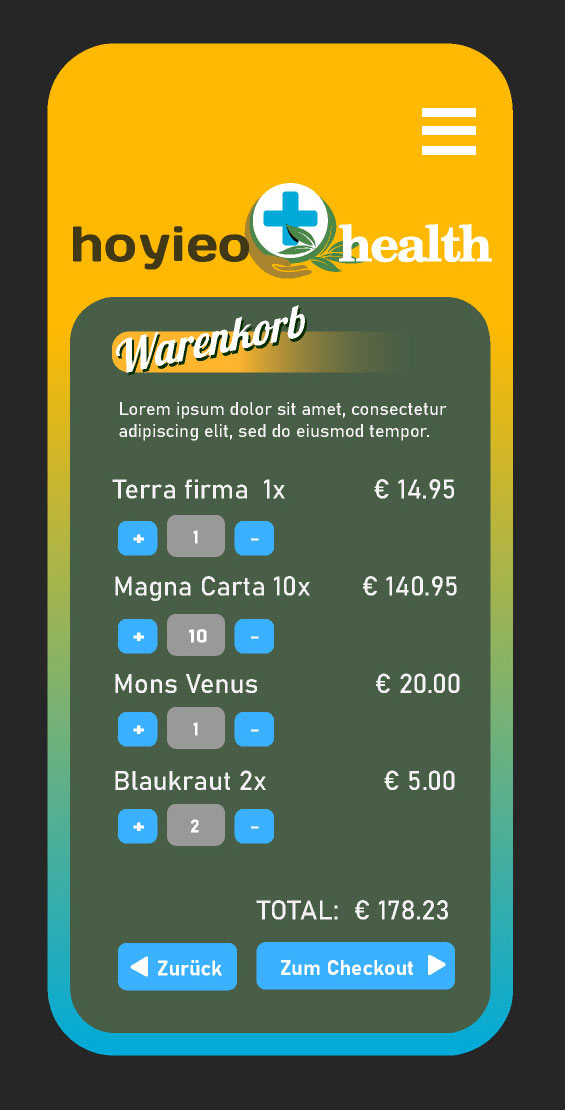 hoyieo health
Warenkorb
Lorem ipsum dolor sit amet, consectetur
adipiscing elit, sed do eiusmod tempor.
Terra firma 1x € 14.95
+ 1 -
Magna Carta 10x € 140.95
+ 10 -
Mons Venus € 20.00
+ 1 -
Blaukraut 2x € 5.00
+ 2 -
TOTAL: € 178.23
Zurück Zum Checkout